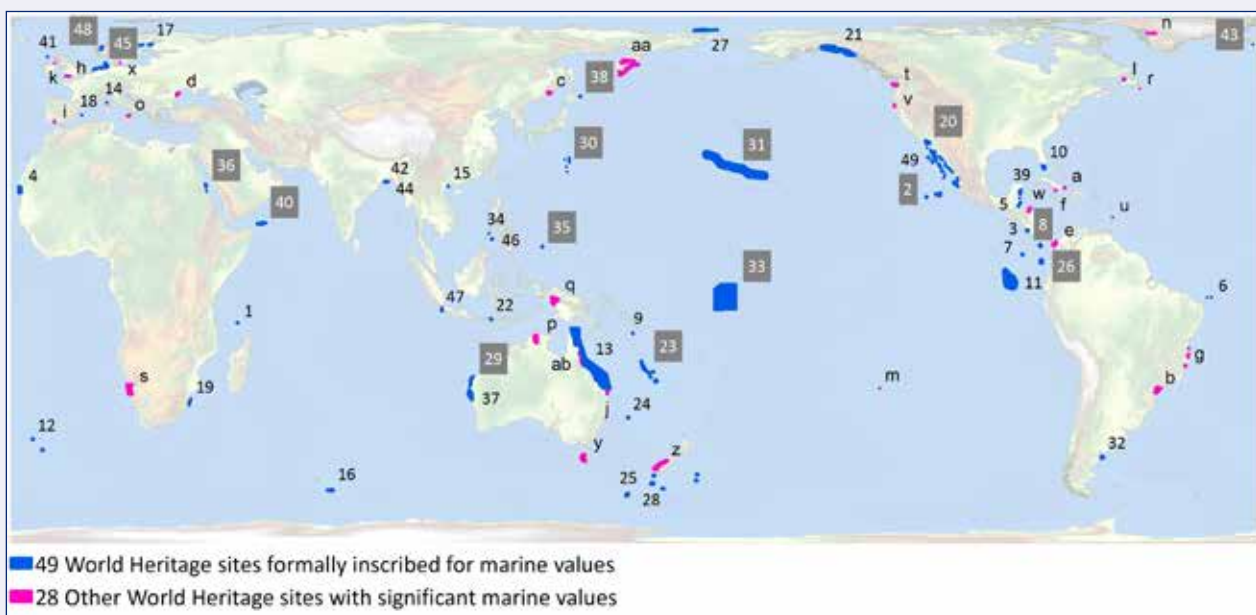 48
17
n
41
45
21
43
27
aa
h
x
k
d
38
c
t
l
r
14
18
o
i
v
20
30
31
49
10
36
42
15
39
a
4
44
2
w
40
5
f
u
34
3
8
e
35
46
7
33
26
q
11
6
47
22
1
9
p
13
23
29
ab
g
s
m
b
19
37
24
j
12
y
z
32
16
25
28
49 World Heritage sites formally inscribed for marine values
28 Other World Heritage sites with significant marine values